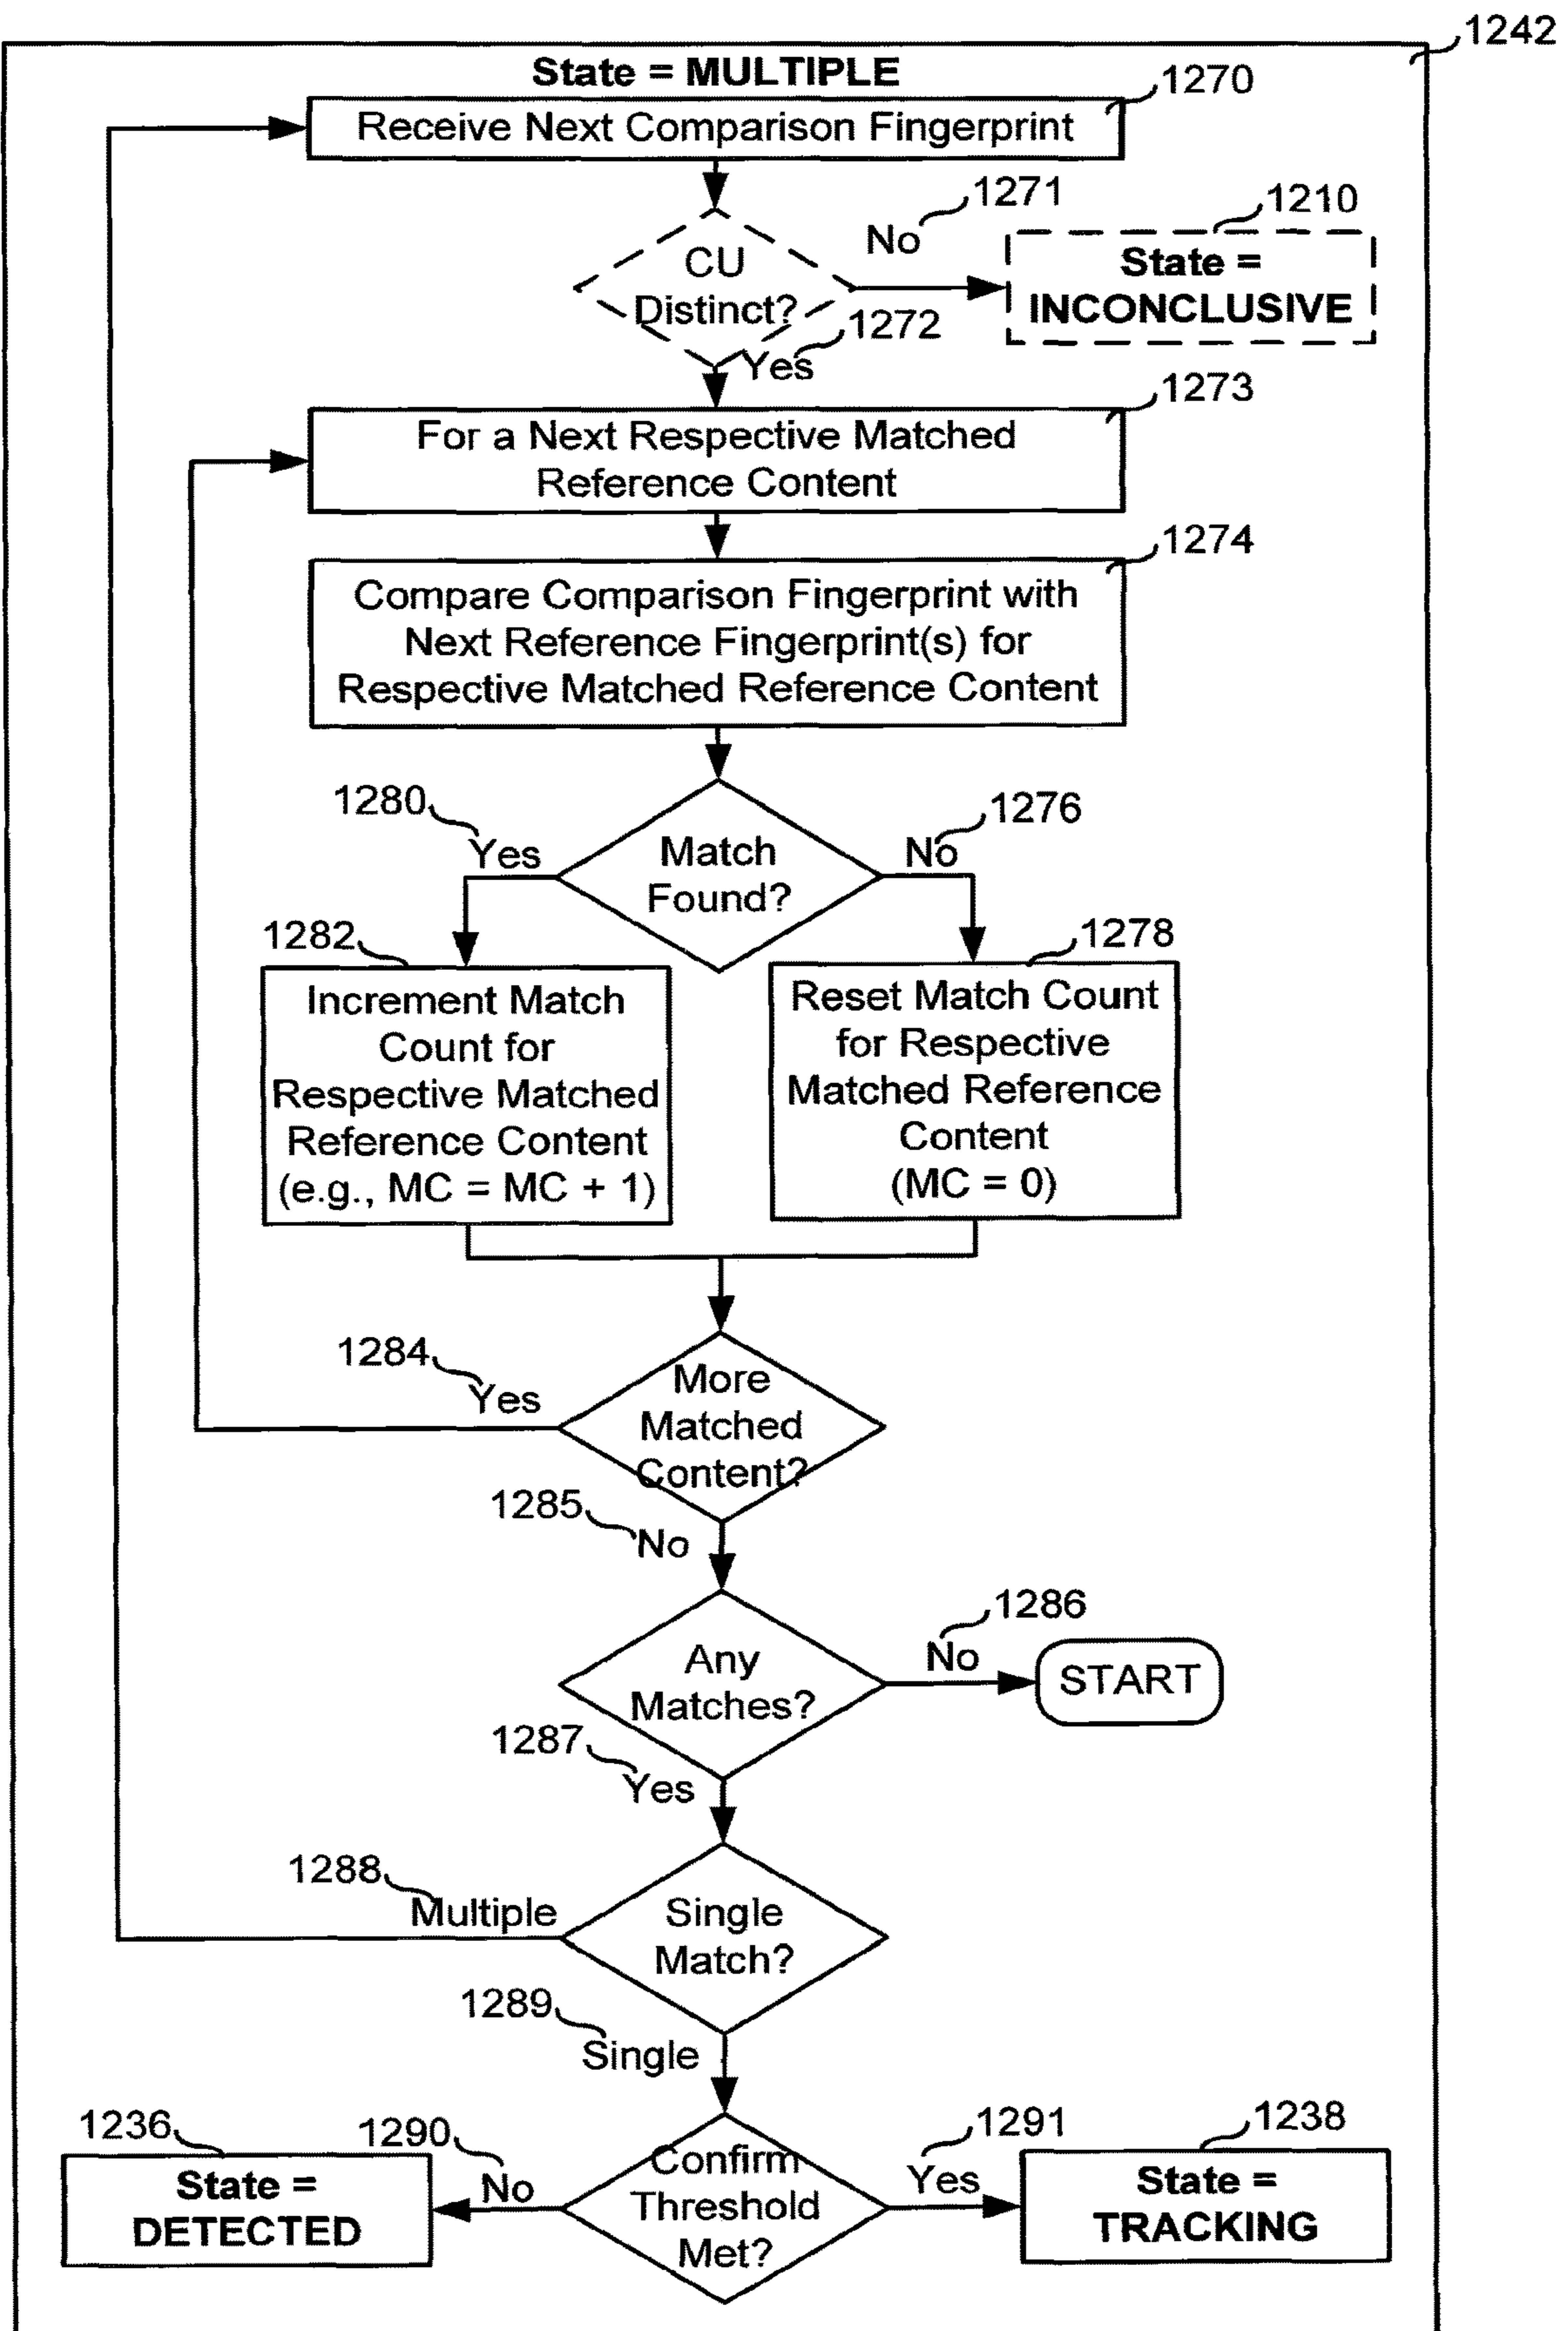 1242
State = MULTIPLE
1270
Receive Next Comparison Fingerprint
1271
No
1210
CU
Distinct?
State =
INCONCLUSIVE
1272
Yes
1273
For a Next Respective Matched
Reference Content
1274
Compare Comparison Fingerprint with
Next Reference Fingerprint(s) for
Respective Matched Reference Content
1280
Yes
Match
Found?
1276
No
1282
Increment Match
Count for
Respective Matched
Reference Content
(e.g., MC = MC + 1)
1278
Reset Match Count
for Respective
Matched Reference
Content
(MC = 0)
1284
Yes
More
Matched
Content?
1285
No
Any
Matches?
1286
No
START
1287
Yes
1288
Multiple
Single
Match?
1289
Single
1236
State =
DETECTED
1290
No
Confirm
Threshold
Met?
1291
Yes
1238
State =
TRACKING